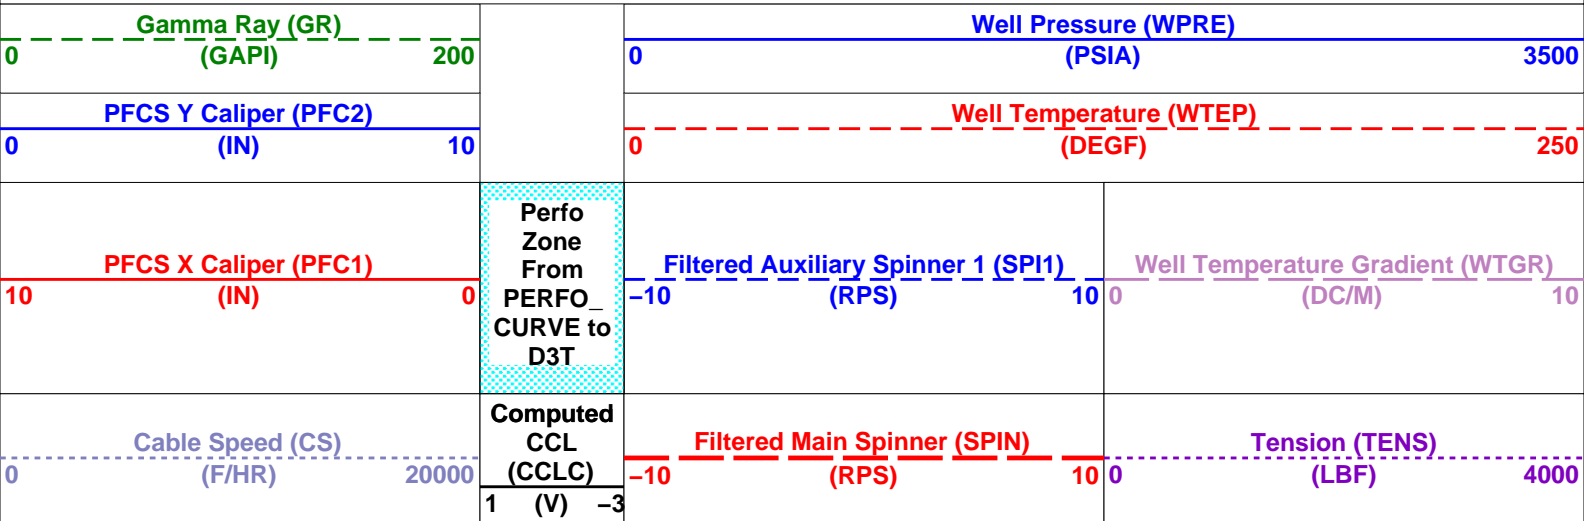 Gamma Ray (GR)
0 (GAPI) 200
Well Pressure (WPRE)
0 (PSIA) 3500
PFCS Y Caliper (PFC2)
0 (IN) 10
Well Temperature (WTEP)
0 (DEGF) 250
PFCS X Caliper (PFC1)
10 (IN) 0
Perfo
Zone
From
PERFO_
CURVE to
D3T
Filtered Auxiliary Spinner 1 (SPI1)
−10 (RPS) 10
Well Temperature Gradient (WTGR)
0 (DC/M) 10
Cable Speed (CS)
0 (F/HR) 20000
Computed
CCL
(CCLC)
1 (V) −3
Filtered Main Spinner (SPIN)
−10 (RPS) 10
Tension (TENS)
0 (LBF) 4000